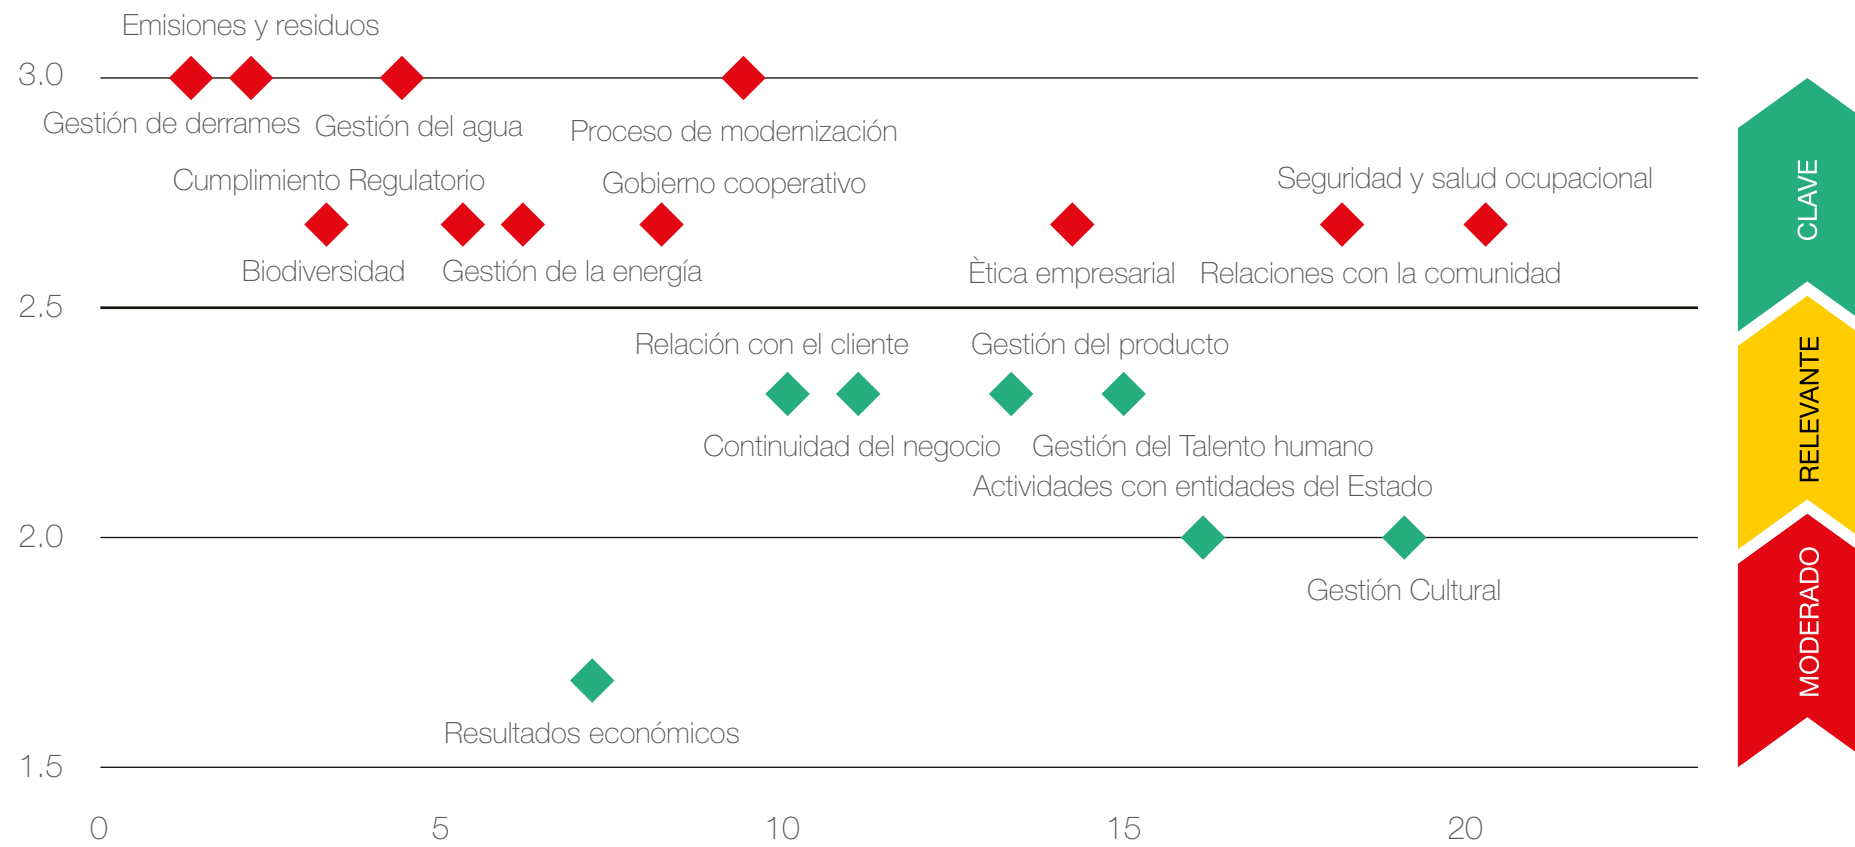 Emisiones y residuos
3.0
Gestión de derrames
Gestión del agua
Proceso de modernización
Cumplimiento Regulatorio
Gobierno cooperativo
Seguridad y salud ocupacional
Biodiversidad
Gestión de la energía
Ètica empresarial
Relaciones con la comunidad
2.5
Relación con el cliente
Gestión del producto
Continuidad del negocio
Gestión del Talento humano
Actividades con entidades del Estado
2.0
Gestión Cultural
Resultados económicos
1.5
0
5
10
15
20
CLAVE
RELEVANTE
MODERADO